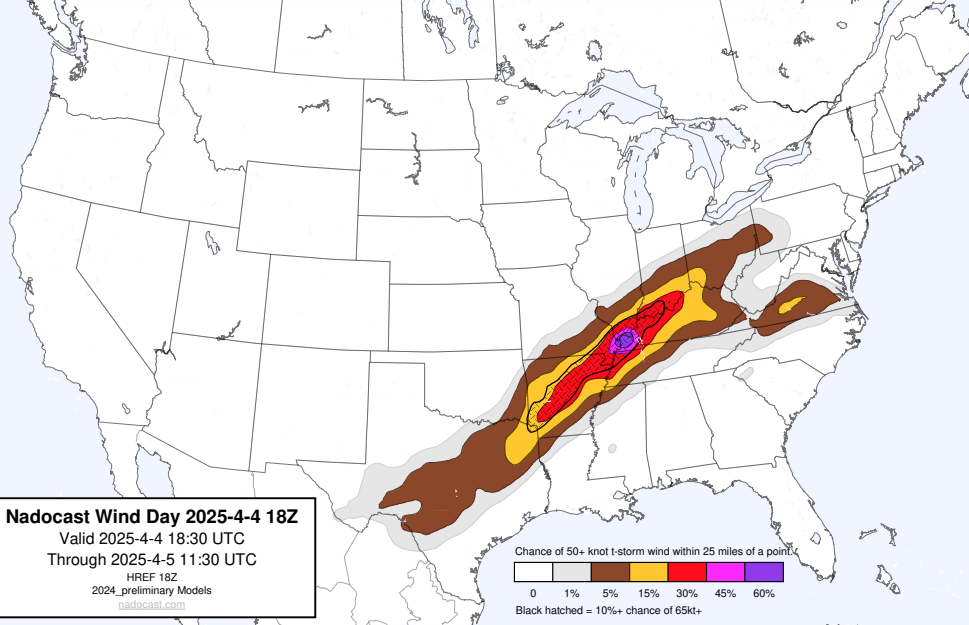 Nadocast Wind Day 2025-4-4 18Z
Valid 2025-4-4 18:30 UTC
Through 2025-4-5 11:30 UTC
HREF 18Z
2024_preliminary Models
nadocast.com
Chance of 50+ knot t-storm wind within 25 miles of a point.
0 1% 5% 15% 30% 45% 60%
Black hatched = 10%+ chance of 65kt+